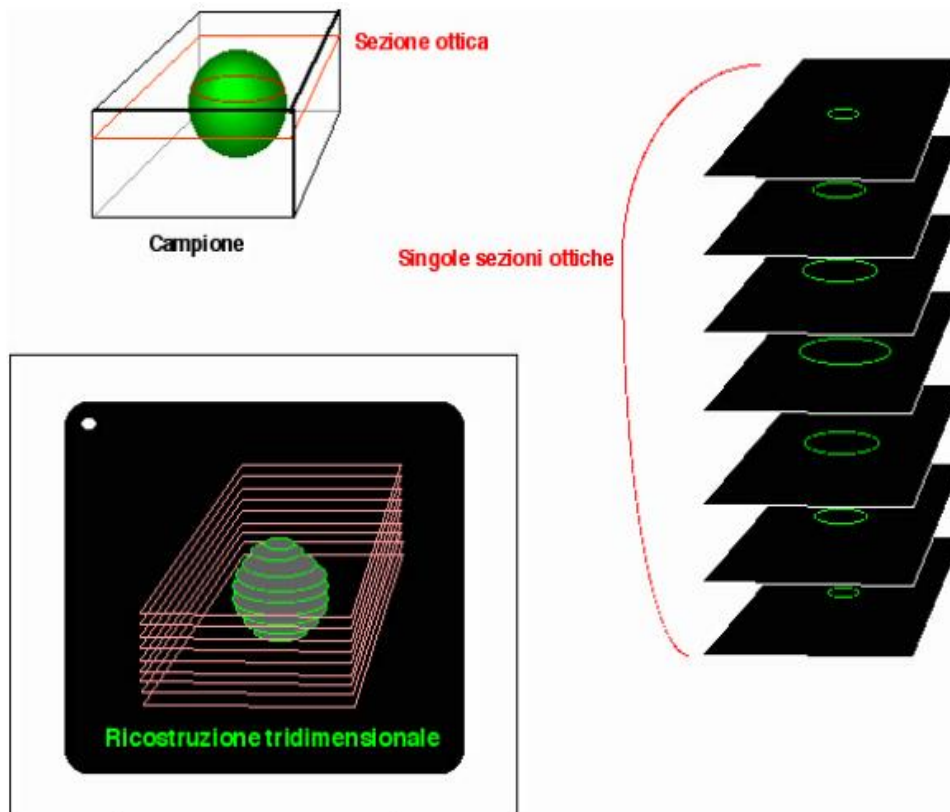 Sezione ottica
Campione
Singole sezioni ottiche
Ricostruzione tridimensionale